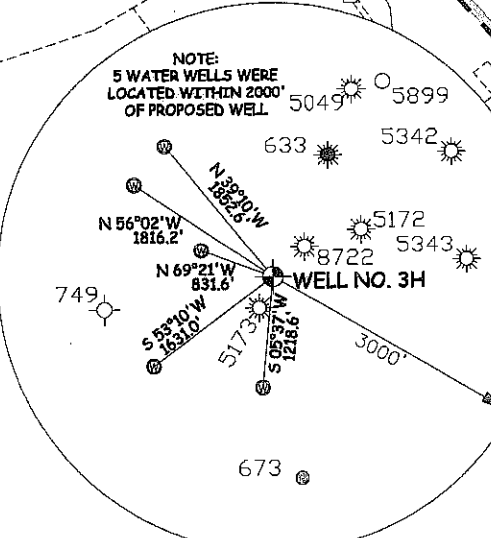 NOTE:
5 WATER WELLS WERE
LOCATED WITHIN 2000'
OF PROPOSED WELL
5049
5899
633
5342
W
N 39°10'W
1852.6'
W
N 56°02'W
1816.2'
5172
W
8722
5343
N 69°21'W
831.6'
WELL NO. 3H
749
S 53°10'W
1631.0'
5173
S 05°37'W
1218.6'
3000'
W
W
673